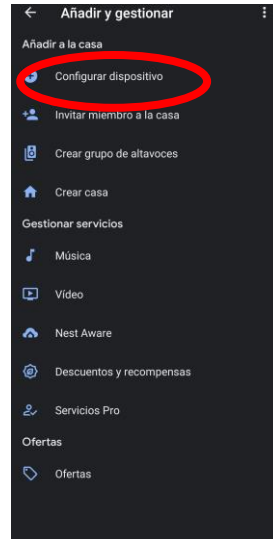 Añadir y gestionar
Añadir a la casa
Configurar dispositivo
Invitar miembro a la casa
Crear grupo de altavoces
Crear casa
Gestionar servicios
Música
Vídeo
Nest Aware
Descuentos y recompensas
Servicios Pro
Ofertas
Ofertas